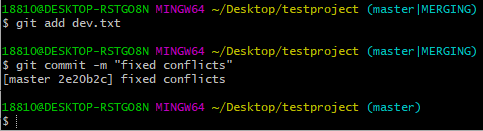 18810@DESKTOP-RSTGO8N MINGW64 ~/Desktop/testproject (master|MERGING)
$ git add dev.txt
18810@DESKTOP-RSTGO8N MINGW64 ~/Desktop/testproject (master|MERGING)
$ git commit -m "fixed conflicts"
[master 2e20b2c] fixed conflicts
18810@DESKTOP-RSTGO8N MINGW64 ~/Desktop/testproject (master)
$